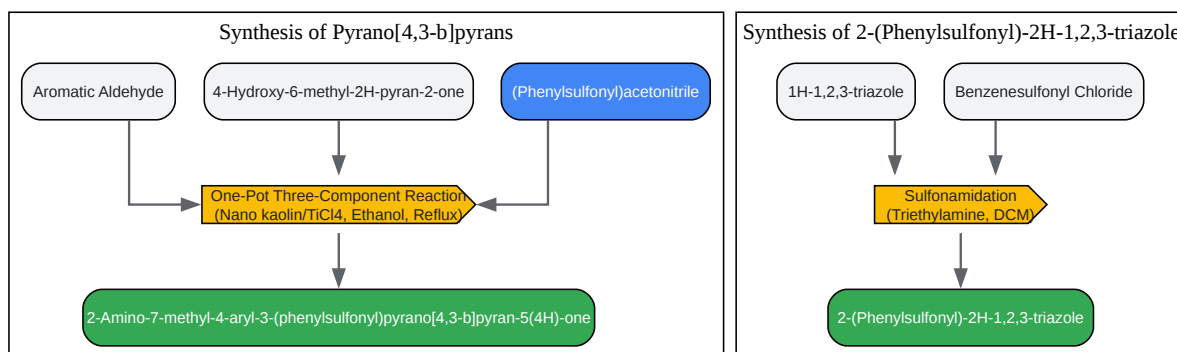 Synthesis of Pyrano[4,3-b]pyrans
Aromatic Aldehyde
4-Hydroxy-6-methyl-2H-pyran-2-one
(Phenylsulfonyl)acetonitrile
One-Pot Three-Component Reaction
(Nano kaolin/TiCl4, Ethanol, Reflux)
2-Amino-7-methyl-4-aryl-3-(phenylsulfonyl)pyrano[4,3-b]pyran-5(4H)-one
Synthesis of 2-(Phenylsulfonyl)-2H-1,2,3-triazole
1H-1,2,3-triazole
Benzenesulfonyl Chloride
Sulfonamidation
(Triethylamine, DCM)
2-(Phenylsulfonyl)-2H-1,2,3-triazole